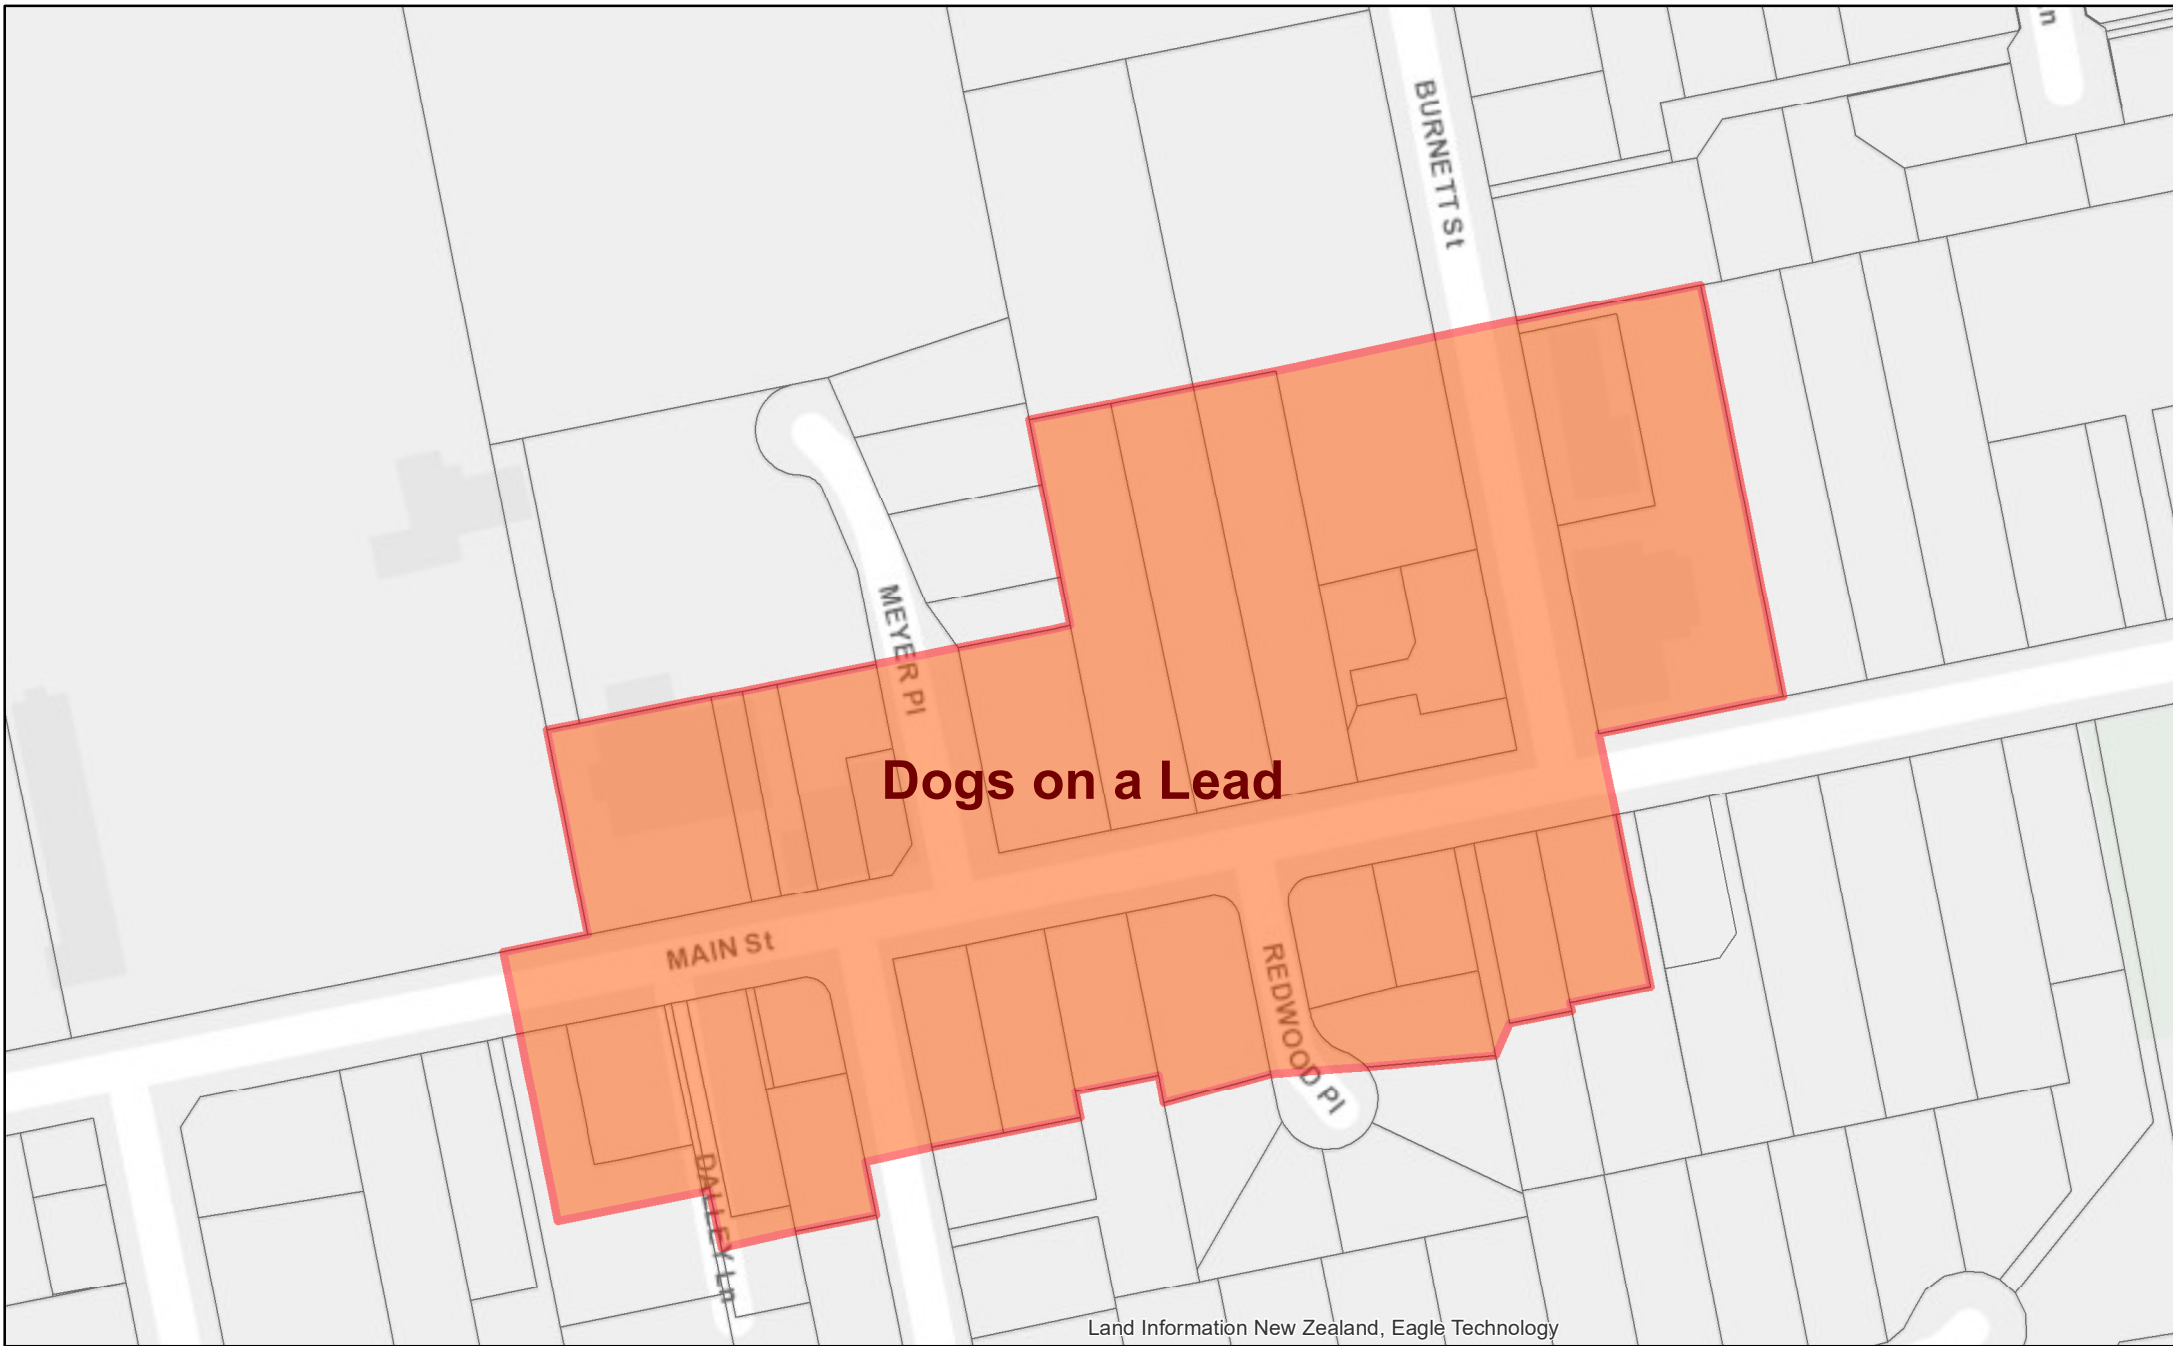 n
BURNETT St
MEYER Pl
Dogs on a Lead
MAIN St
REDWOOD Pl
DALLEY Ln
Land Information New Zealand, Eagle Technology